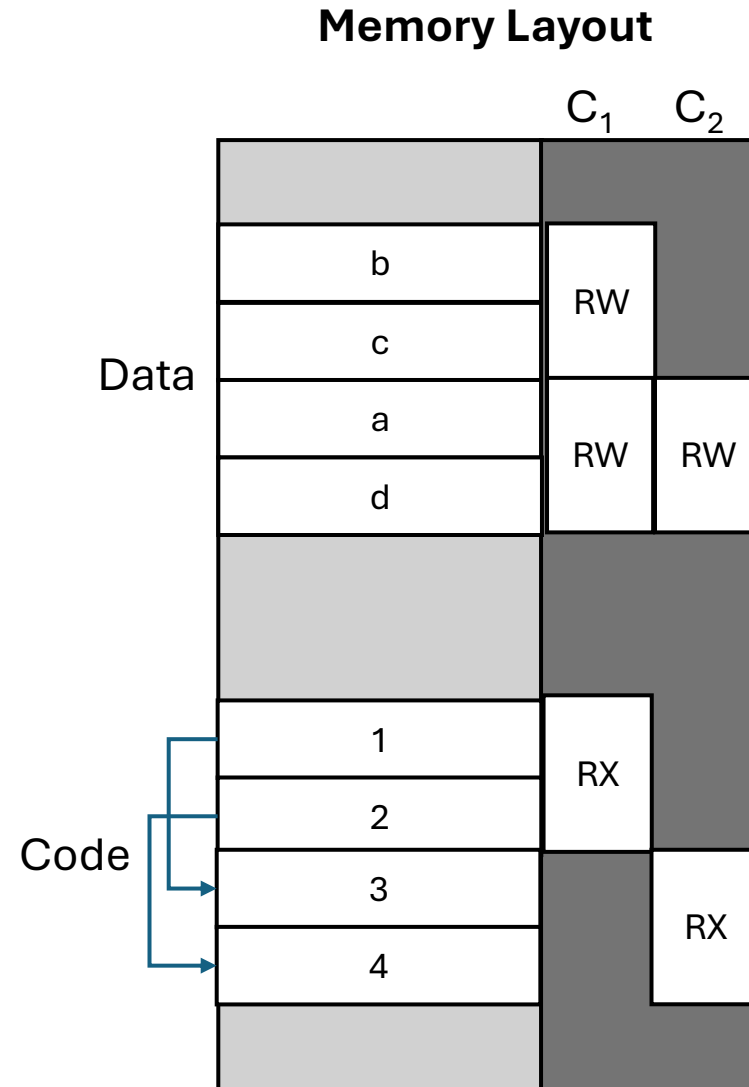 Memory Layout
C₁ C₂
b
RW
c
Data
a
RW RW
d
1
RX
2
Code
3
RX
4